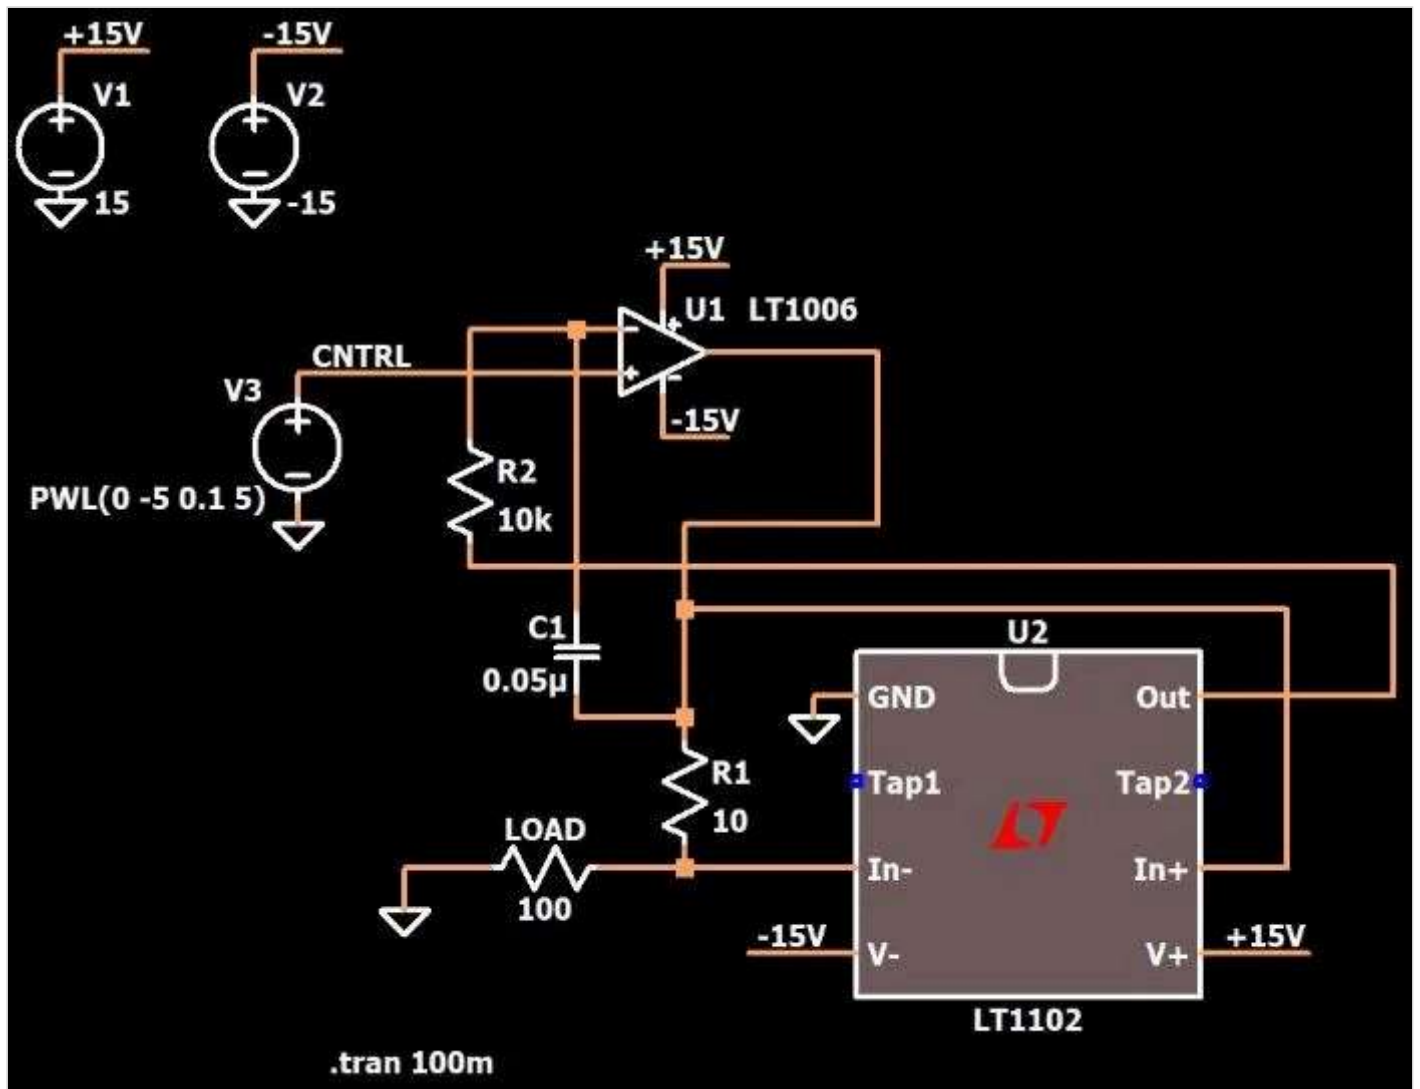 +15V
-15V
V1
V2
15
-15
+15V
U1 LT1006
CNTRL
V3
-15V
R2
PWL(0 -5 0.1 5)
10k
C1
U2
0.05µ
GND
Out
R1
Tap1
Tap2
10
LOAD
In-
In+
100
-15V
+15V
V-
V+
LT1102
.tran 100m